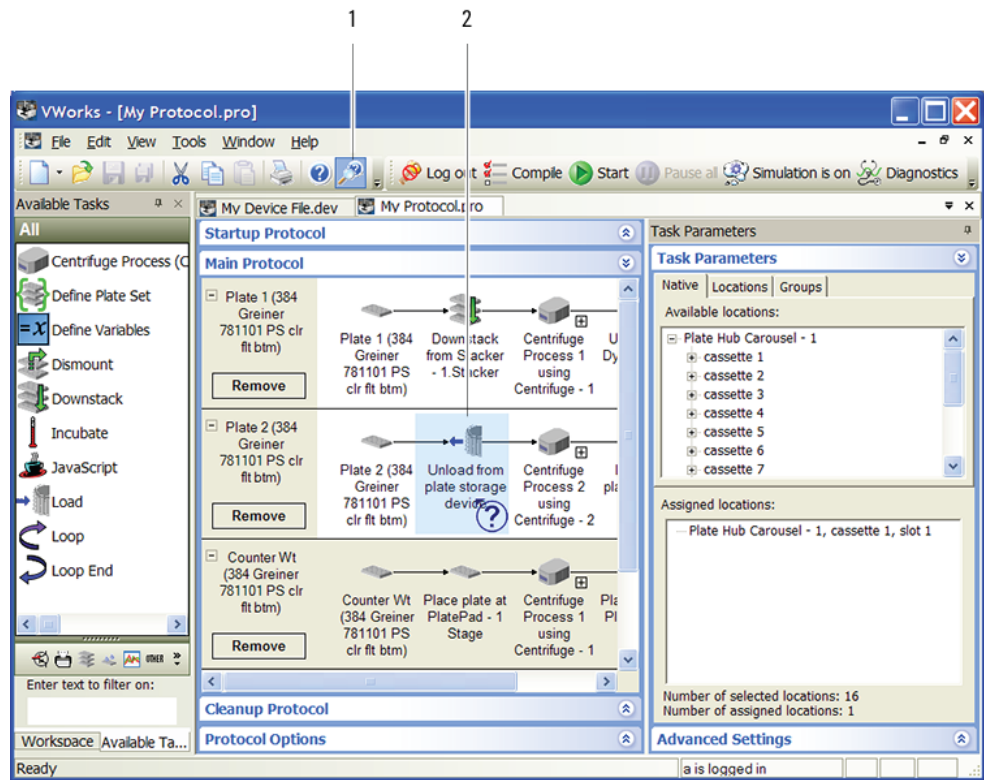 1 2
VWorks - [My Protocol.pro]
File Edit View Tools Window Help
Log out Compile Start Pause all Simulation is on Diagnostics
Available Tasks
All
Centrifuge Process (C
Define Plate Set
=x Define Variables
Dismount
Downstack
Incubate
JavaScript
Load
Loop
Loop End
OTHER
Enter text to filter on:
Workspace Available Ta...
My Device File.dev My Protocol.pro
Startup Protocol
Main Protocol
Plate 1 (384
Greiner
781101 PS clr
flt btm)
Remove
Plate 1 (384
Greiner
781101 PS
clr flt btm)
Downstack
from Stacker
- 1.Stacker
Centrifuge
Process 1
using
Centrifuge - 1
U
Dy
Plate 2 (384
Greiner
781101 PS clr
flt btm)
Remove
Plate 2 (384
Greiner
781101 PS
clr flt btm)
Unload from
plate storage
device
?
Centrifuge
Process 2
using
Centrifuge - 2
pla
Counter Wt
(384 Greiner
781101 PS clr
flt btm)
Remove
Counter Wt
(384 Greiner
781101 PS
clr flt btm)
Place plate at
PlatePad - 1
Stage
Centrifuge
Process 1
using
Centrifuge - 1
Pla
Pl
Cleanup Protocol
Protocol Options
Task Parameters
Task Parameters
Native Locations Groups
Available locations:
Plate Hub Carousel - 1
cassette 1
cassette 2
cassette 3
cassette 4
cassette 5
cassette 6
cassette 7
Assigned locations:
Plate Hub Carousel - 1, cassette 1, slot 1
Number of selected locations: 16
Number of assigned locations: 1
Advanced Settings
Ready
a is logged in